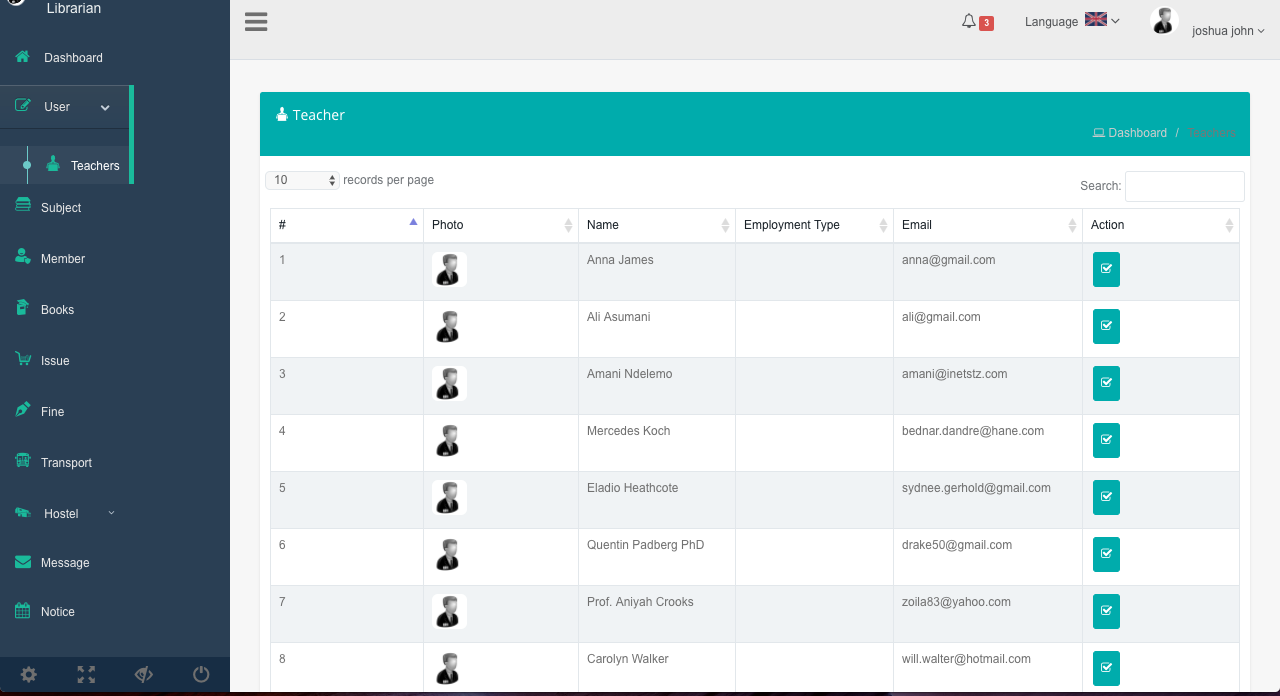 Librarian
Dashboard
User
Teachers
Subject
Member
Books
Issue
Fine
Transport
Hostel
Message
Notice
3
Language
joshua john
Teacher
Dashboard / Teachers
10 records per page
Search:
# Photo Name Employment Type Email Action
1 Anna James anna@gmail.com
2 Ali Asumani ali@gmail.com
3 Amani Ndelemo amani@inetstz.com
4 Mercedes Koch bednar.dandre@hane.com
5 Eladio Heathcote sydnee.gerhold@gmail.com
6 Quentin Padberg PhD drake50@gmail.com
7 Prof. Aniyah Crooks zoila83@yahoo.com
8 Carolyn Walker will.walter@hotmail.com